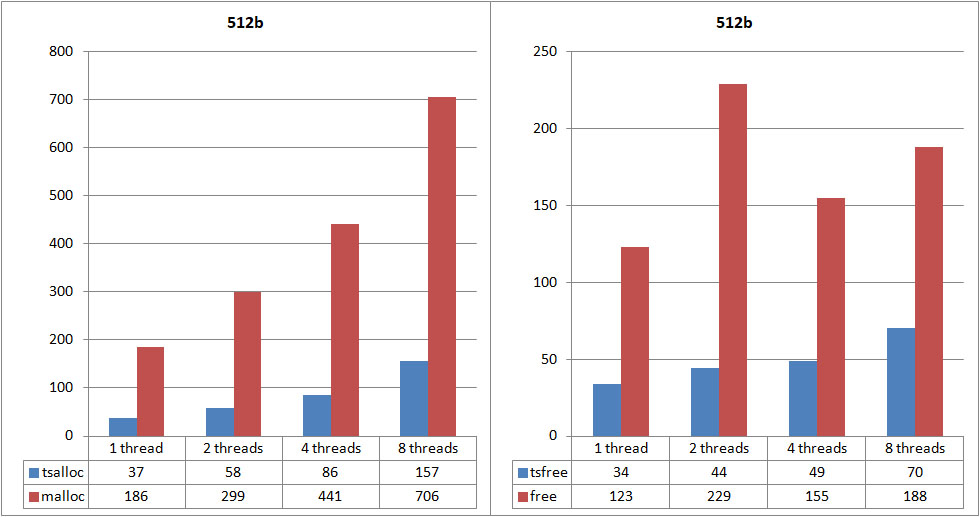 512b
800
700
600
500
400
300
200
100
0
1 thread 2 threads 4 threads 8 threads
tsalloc 37 58 86 157
malloc 186 299 441 706
512b
250
200
150
100
50
0
1 thread 2 threads 4 threads 8 threads
tsfree 34 44 49 70
free 123 229 155 188